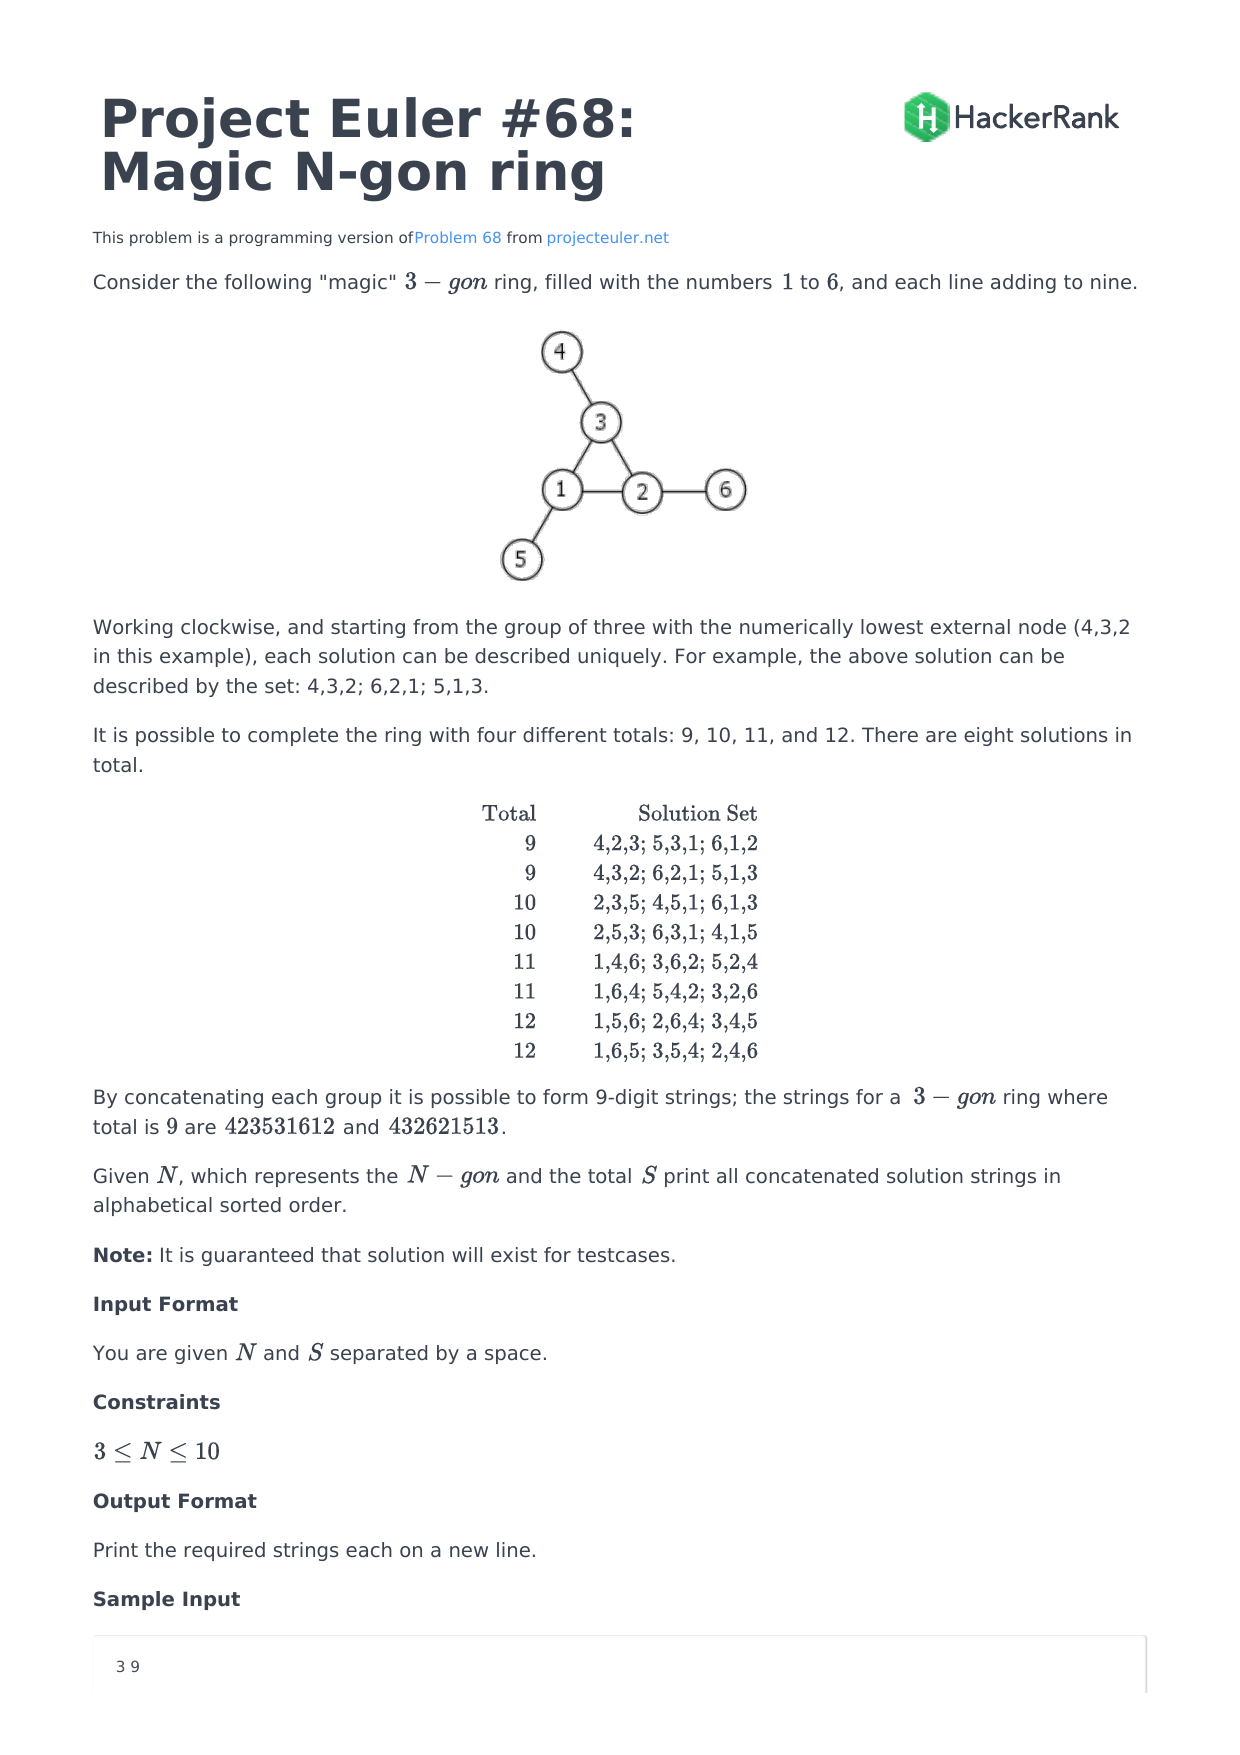 Project Euler #68:
Magic N-gon ring
HackerRank
This problem is a programming version ofProblem 68 from projecteuler.net
Consider the following "magic" 3 − gon ring, filled with the numbers 1 to 6, and each line adding to nine.
4
3
1
2
6
5
Working clockwise, and starting from the group of three with the numerically lowest external node (4,3,2
in this example), each solution can be described uniquely. For example, the above solution can be
described by the set: 4,3,2; 6,2,1; 5,1,3.
It is possible to complete the ring with four different totals: 9, 10, 11, and 12. There are eight solutions in
total.
Total Solution Set
9 4,2,3; 5,3,1; 6,1,2
9 4,3,2; 6,2,1; 5,1,3
10 2,3,5; 4,5,1; 6,1,3
10 2,5,3; 6,3,1; 4,1,5
11 1,4,6; 3,6,2; 5,2,4
11 1,6,4; 5,4,2; 3,2,6
12 1,5,6; 2,6,4; 3,4,5
12 1,6,5; 3,5,4; 2,4,6
By concatenating each group it is possible to form 9-digit strings; the strings for a 3 − gon ring where
total is 9 are 423531612 and 432621513.
Given N, which represents the N − gon and the total S print all concatenated solution strings in
alphabetical sorted order.
Note: It is guaranteed that solution will exist for testcases.
Input Format
You are given N and S separated by a space.
Constraints
3 ≤ N ≤ 10
Output Format
Print the required strings each on a new line.
Sample Input
3 9